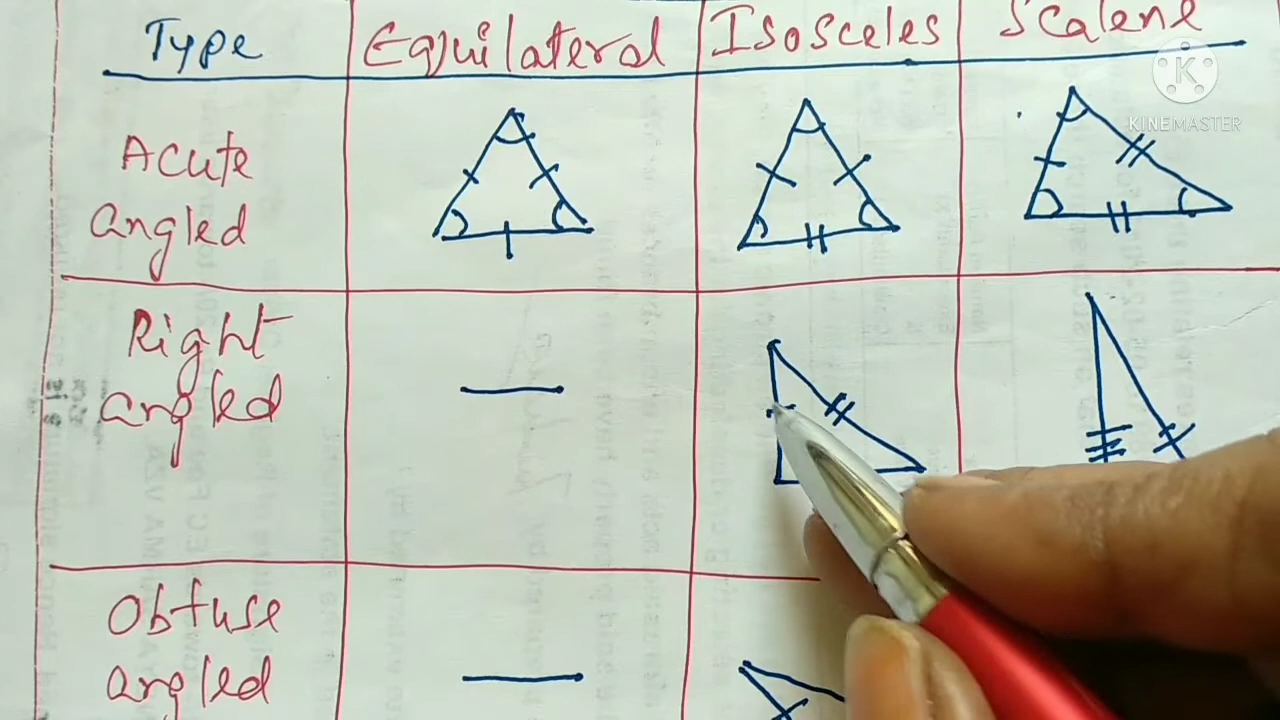 Type Equilateral Isosceles Scalene
K
KINEMASTER
Acute
angled
Right
angled
Obtuse
angled